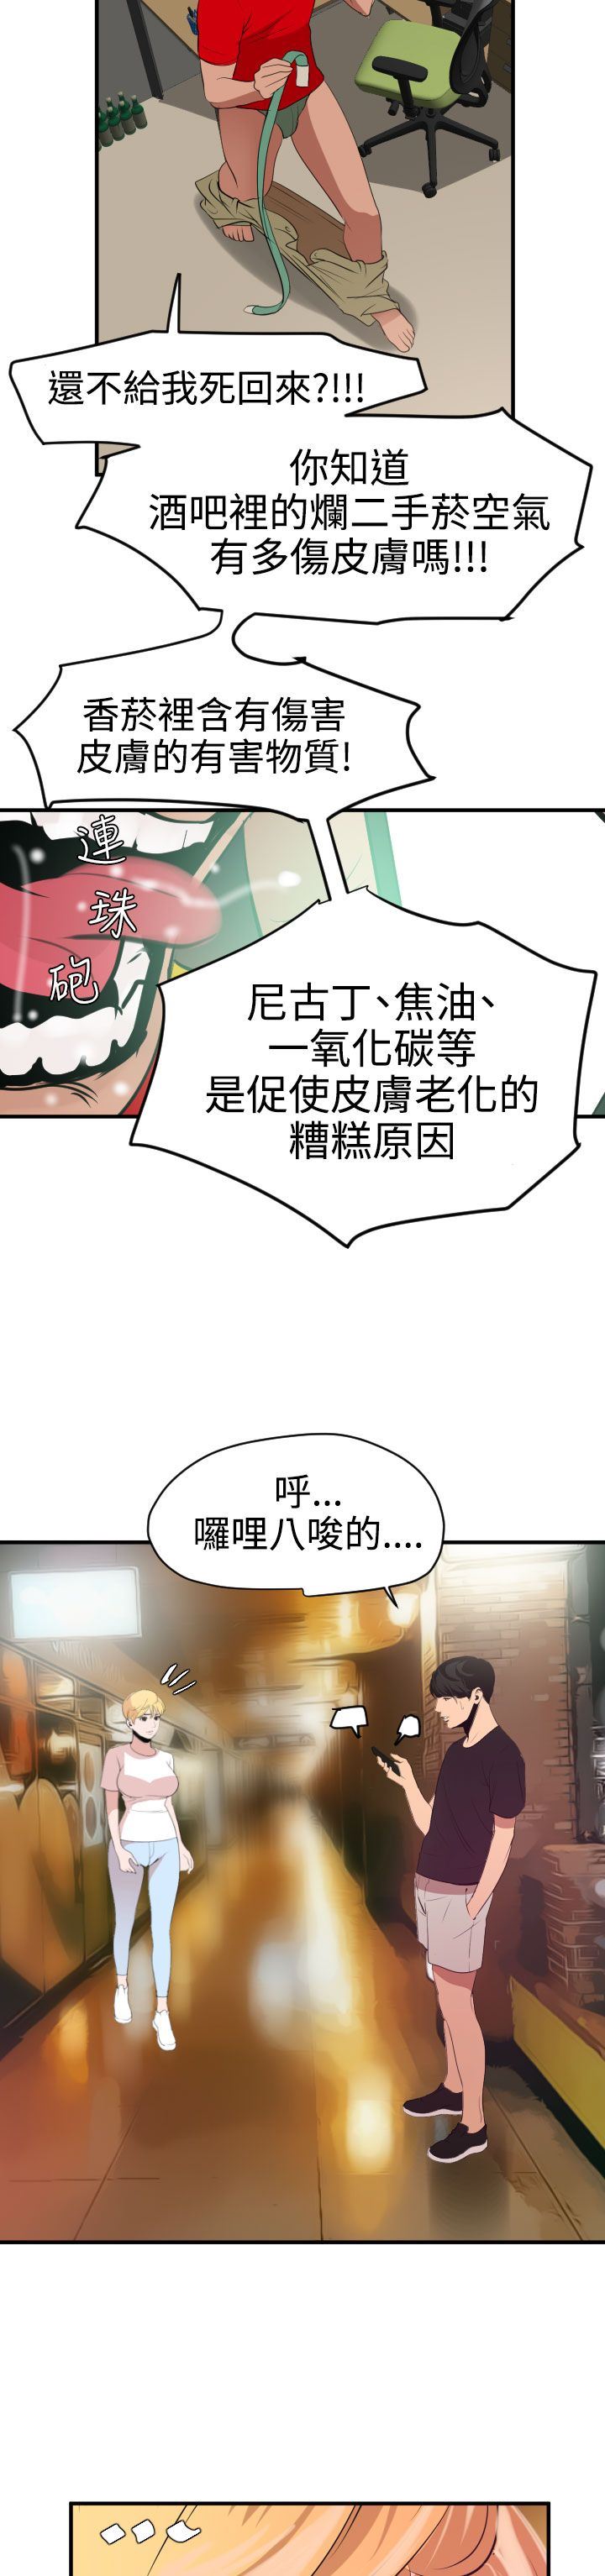 還不給我死回來?!!!
你知道
酒吧裡的爛二手菸空氣
有多傷皮膚嗎!!!
香菸裡含有傷害
皮膚的有害物質!
連珠砲
尼古丁、焦油、
一氧化碳等
是促使皮膚老化的
糟糕原因
呼...
囉哩八唆的....